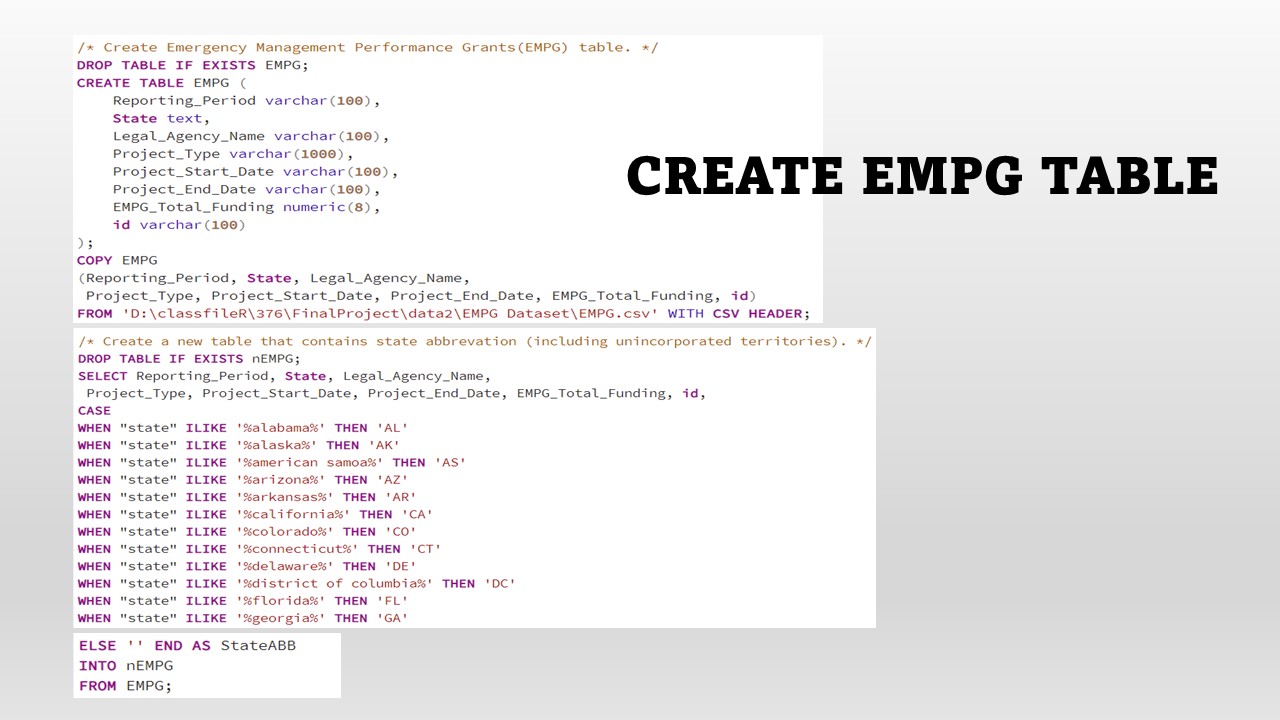 /* Create Emergency Management Performance Grants(EMPG) table. */
DROP TABLE IF EXISTS EMPG;
CREATE TABLE EMPG (
    Reporting_Period varchar(100),
    State text,
    Legal_Agency_Name varchar(100),
    Project_Type varchar(1000),
    Project_Start_Date varchar(100),
    Project_End_Date varchar(100),
    EMPG_Total_Funding numeric(8),
    id varchar(100)
);
COPY EMPG
(Reporting_Period, State, Legal_Agency_Name,
 Project_Type, Project_Start_Date, Project_End_Date, EMPG_Total_Funding, id)
FROM 'D:\classfileR\376\FinalProject\data2\EMPG Dataset\EMPG.csv' WITH CSV HEADER;
CREATE EMPG TABLE
/* Create a new table that contains state abbrevation (including unincorporated territories). */
DROP TABLE IF EXISTS nEMPG;
SELECT Reporting_Period, State, Legal_Agency_Name,
 Project_Type, Project_Start_Date, Project_End_Date, EMPG_Total_Funding, id,
CASE
WHEN "state" ILIKE '%alabama%' THEN 'AL'
WHEN "state" ILIKE '%alaska%' THEN 'AK'
WHEN "state" ILIKE '%american samoa%' THEN 'AS'
WHEN "state" ILIKE '%arizona%' THEN 'AZ'
WHEN "state" ILIKE '%arkansas%' THEN 'AR'
WHEN "state" ILIKE '%california%' THEN 'CA'
WHEN "state" ILIKE '%colorado%' THEN 'CO'
WHEN "state" ILIKE '%connecticut%' THEN 'CT'
WHEN "state" ILIKE '%delaware%' THEN 'DE'
WHEN "state" ILIKE '%district of columbia%' THEN 'DC'
WHEN "state" ILIKE '%florida%' THEN 'FL'
WHEN "state" ILIKE '%georgia%' THEN 'GA'
ELSE '' END AS StateABB
INTO nEMPG
FROM EMPG;